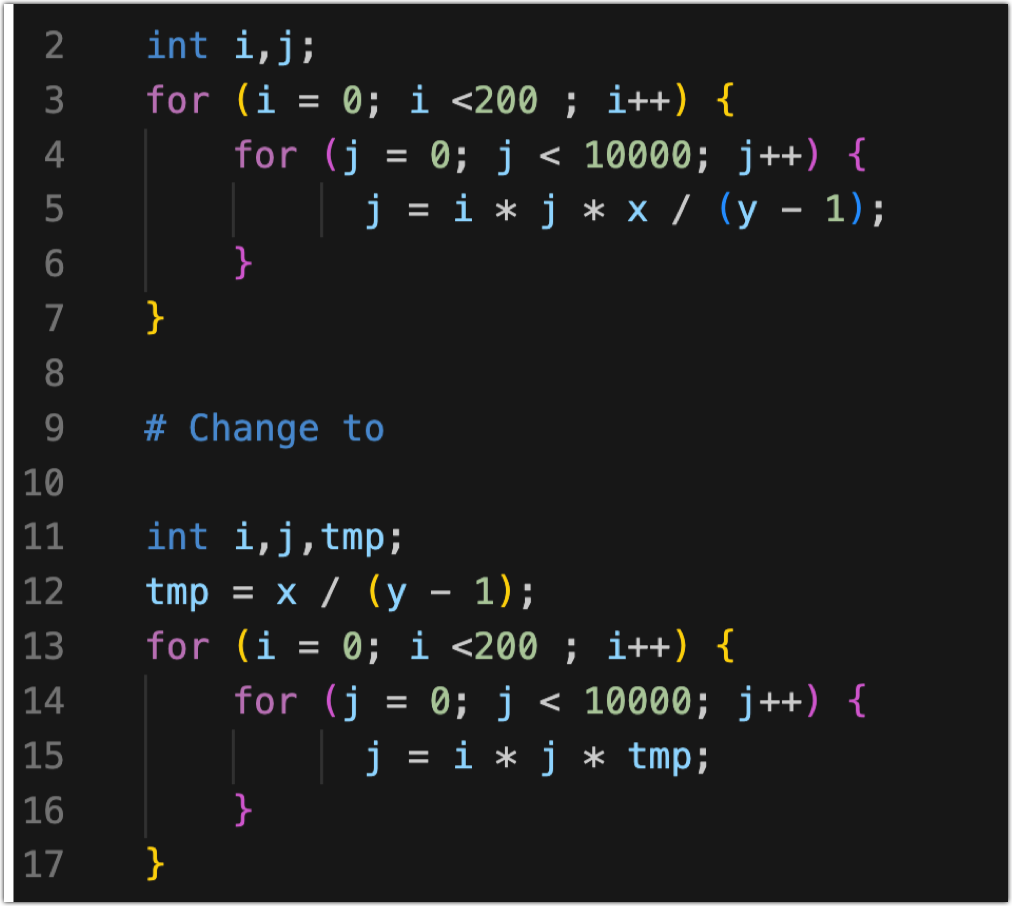 2 int i,j;
3 for (i = 0; i <200 ; i++) {
4 for (j = 0; j < 10000; j++) {
5 j = i * j * x / (y - 1);
6 }
7 }
8
9 # Change to
10
11 int i,j,tmp;
12 tmp = x / (y - 1);
13 for (i = 0; i <200 ; i++) {
14 for (j = 0; j < 10000; j++) {
15 j = i * j * tmp;
16 }
17 }